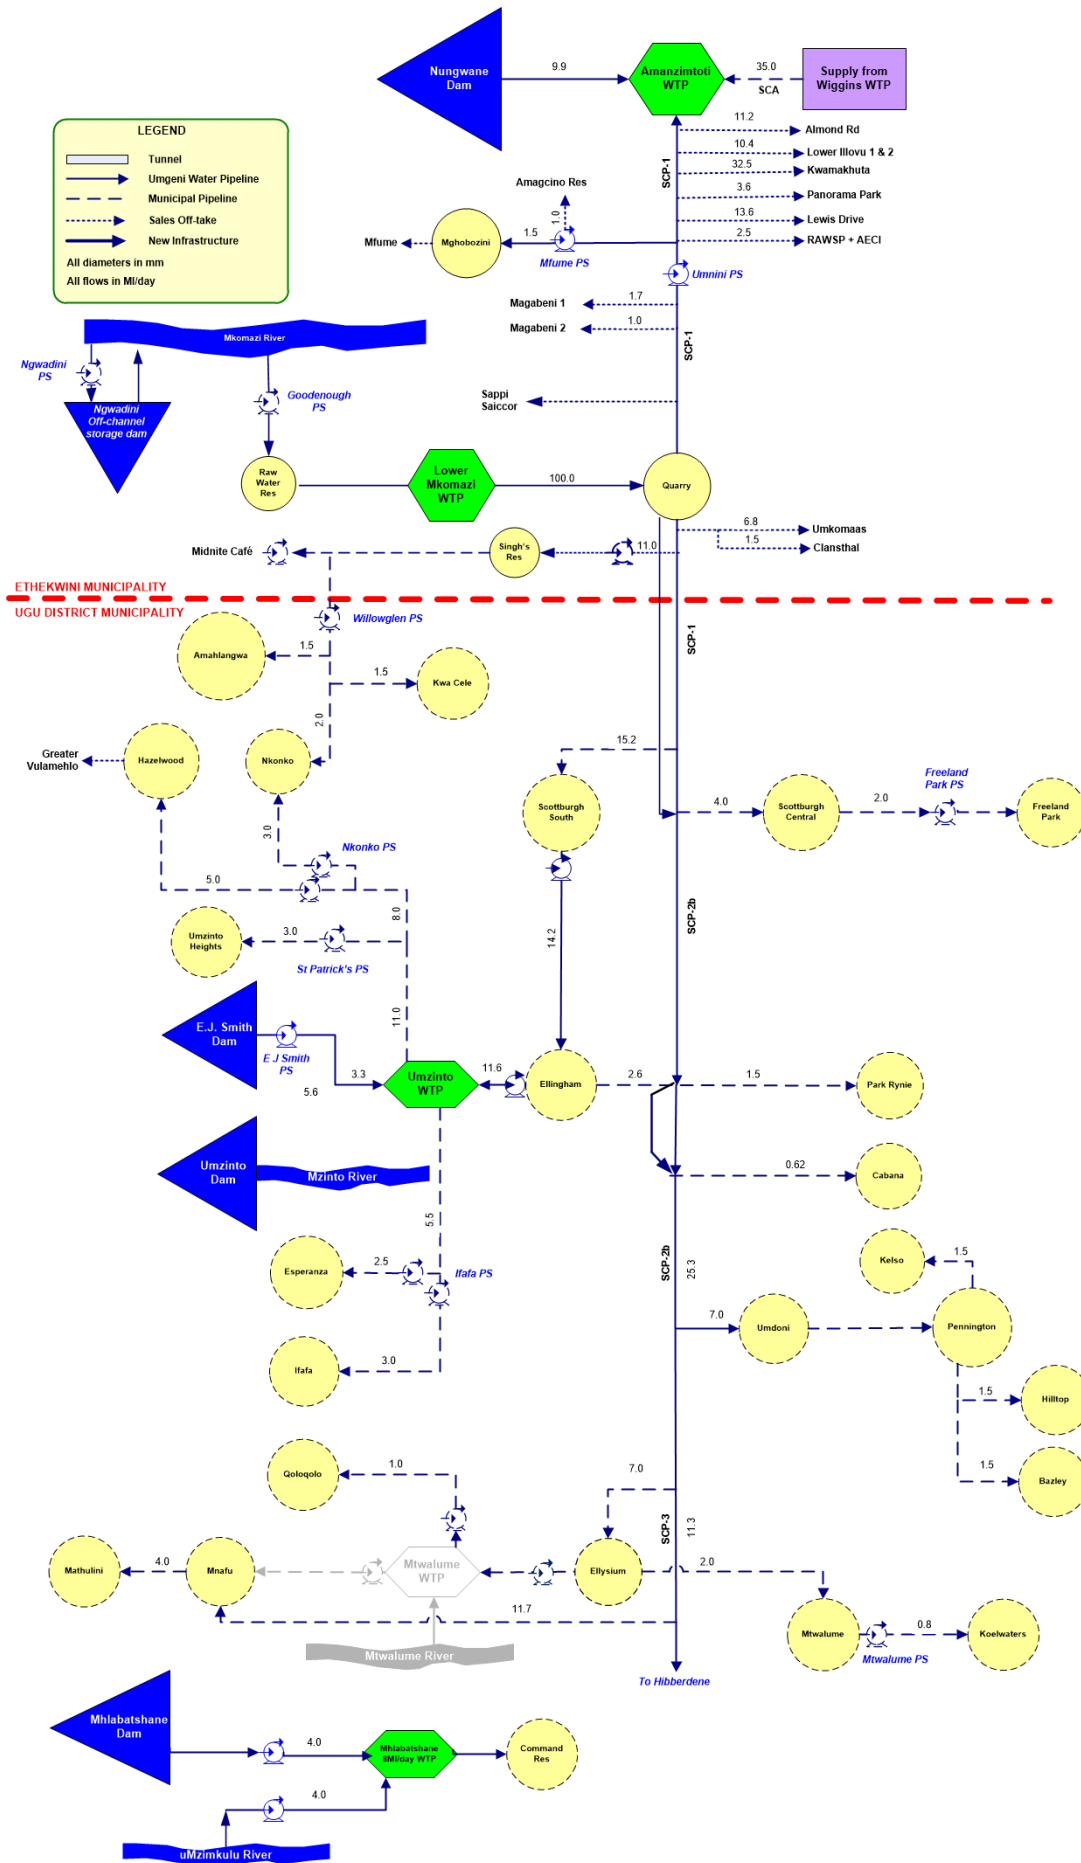 Nungwane
Dam
9.9
Amanzimtoti
WTP
35.0
SCA
Supply from
Wiggins WTP
LEGEND
Tunnel
Umgeni Water Pipeline
Municipal Pipeline
Sales Off-take
New Infrastructure
All diameters in mm
All flows in Ml/day
11.2
Almond Rd
10.4
Lower Illovu 1 & 2
32.5
Kwamakhuta
3.6
Panorama Park
13.6
Lewis Drive
2.5
RAWSP + AECI
SCP-1
Amagcino Res
1.0
Mfume
Mghobozini
1.5
Mfume PS
Umnini PS
Magabeni 1
1.7
Magabeni 2
1.0
SCP-1
Mkomazi River
Ngwadini
PS
Ngwadini
Off-channel
storage dam
Goodenough
PS
Sappi
Saiccor
Raw
Water
Res
Lower
Mkomazi
WTP
100.0
Quarry
6.8
Umkomaas
1.5
Clansthal
Midnite Café
Singh's
Res
11.0
ETHEKWINI MUNICIPALITY
UGU DISTRICT MUNICIPALITY
Willowglen PS
SCP-1
Amahlangwa
1.5
1.5
Kwa Cele
2.0
Greater
Vulamehlo
Hazelwood
Nkonko
15.2
Scottburgh
South
4.0
Scottburgh
Central
2.0
Freeland
Park PS
Freeland
Park
3.0
Nkonko PS
5.0
8.0
Umzinto
Heights
3.0
St Patrick's PS
14.2
SCP-2b
11.0
E.J. Smith
Dam
E J Smith
PS
3.3
5.6
Umzinto
WTP
11.6
Ellingham
2.6
1.5
Park Rynie
Umzinto
Dam
Mzinto River
0.62
Cabana
5.5
Esperanza
2.5
Ifafa PS
SCP-2b
25.3
Kelso
1.5
7.0
Umdoni
Pennington
Ifafa
3.0
1.5
Hilltop
1.5
Bazley
Qoloqolo
1.0
7.0
SCP-3
11.3
Mathulini
4.0
Mnafu
Mtwalume
WTP
Ellysium
2.0
11.7
Mtwalume
Mtwalume PS
0.8
Koelwaters
Mtwalume River
To Hibberdene
Mhlabatshane
Dam
4.0
Mhlabatshane
8Ml/day WTP
Command
Res
4.0
uMzimkulu River